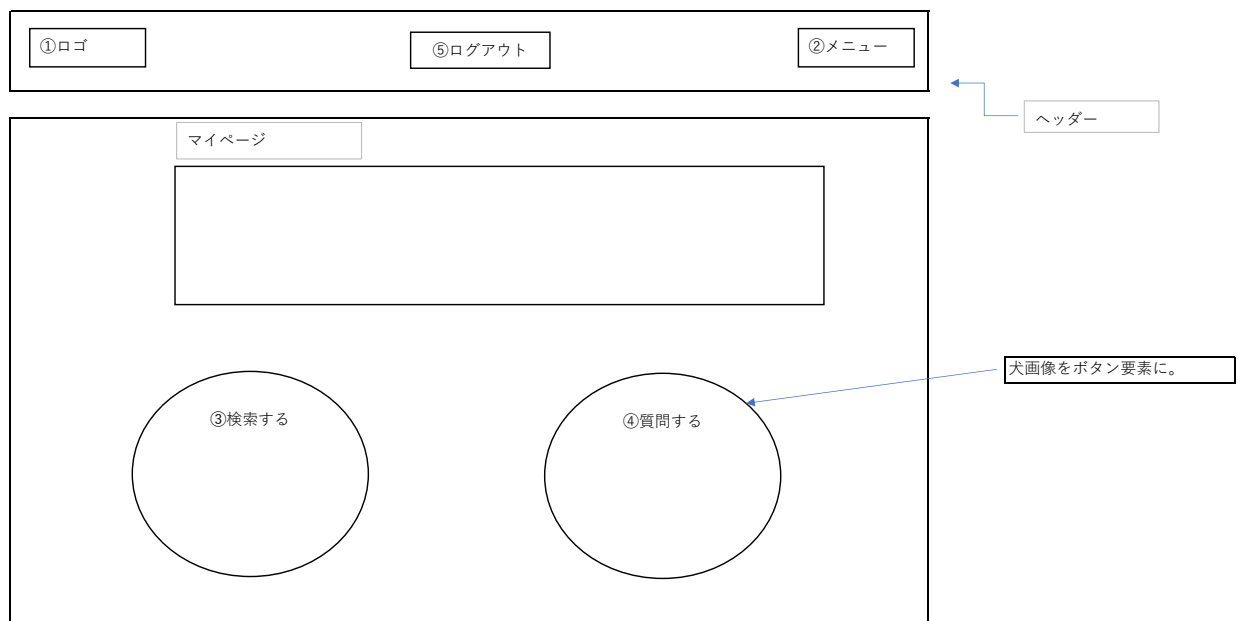 ①ロゴ
⑤ログアウト
②メニュー
ヘッダー
マイページ
犬画像をボタン要素に。
③検索する
④質問する